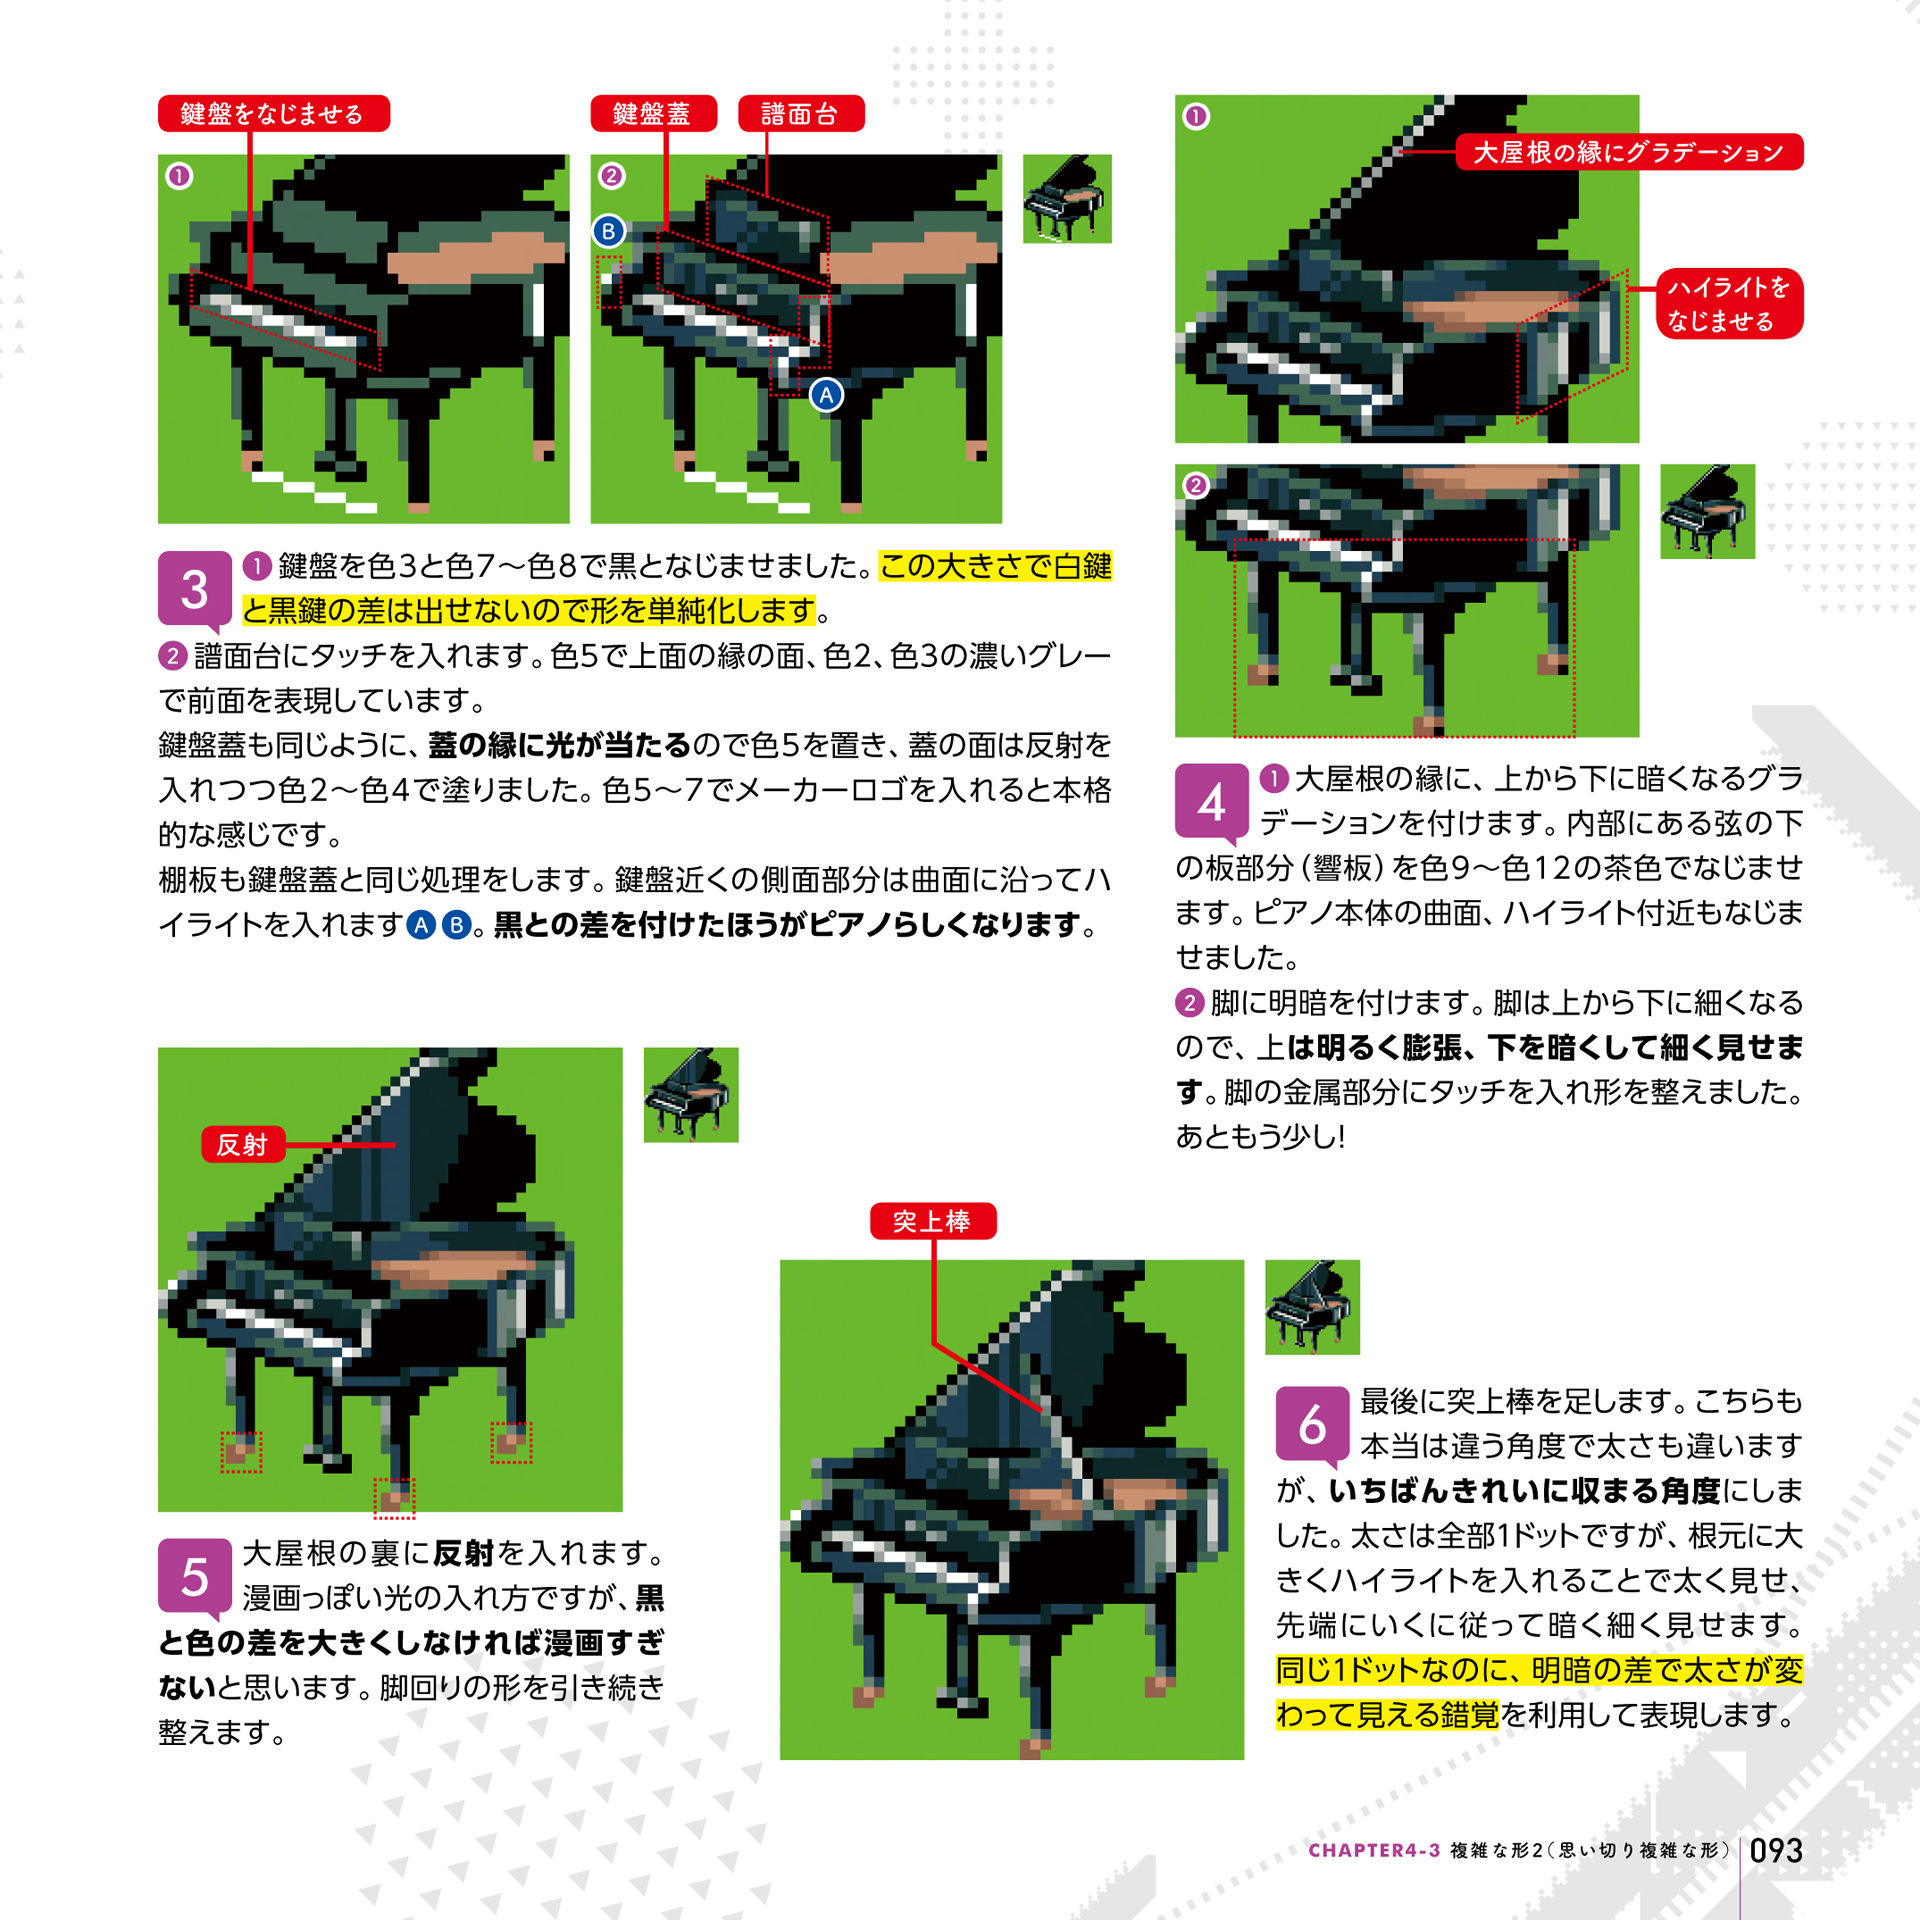 鍵盤をなじませる
鍵盤蓋
譜面台
1
2
B
A
3
1 鍵盤を色3と色7～色8で黒となじませました。この大きさで白鍵
と黒鍵の差は出せないので形を単純化します。
2 譜面台にタッチを入れます。色5で上面の縁の面、色2、色3の濃いグレー
で前面を表現しています。
鍵盤蓋も同じように、蓋の縁に光が当たるので色5を置き、蓋の面は反射を
入れつつ色2～色4で塗りました。色5～7でメーカーロゴを入れると本格
的な感じです。
棚板も鍵盤蓋と同じ処理をします。鍵盤近くの側面部分は曲面に沿ってハ
イライトを入れますA B。黒との差を付けたほうがピアノらしくなります。
1
大屋根の縁にグラデーション
ハイライトを
なじませる
2
4
1 大屋根の縁に、上から下に暗くなるグラ
デーションを付けます。内部にある弦の下
の板部分（響板）を色9～色12の茶色でなじませ
ます。ピアノ本体の曲面、ハイライト付近もなじま
せました。
2 脚に明暗を付けます。脚は上から下に細くなる
ので、上は明るく膨張、下を暗くして細く見せま
す。脚の金属部分にタッチを入れ形を整えました。
あともう少し!
反射
5
大屋根の裏に反射を入れます。
漫画っぽい光の入れ方ですが、黒
と色の差を大きくしなければ漫画すぎ
ないと思います。脚回りの形を引き続き
整えます。
突上棒
6
最後に突上棒を足します。こちらも
本当は違う角度で太さも違います
が、いちばんきれいに収まる角度にしま
した。太さは全部1ドットですが、根元に大
きくハイライトを入れることで太く見せ、
先端にいくに従って暗く細く見せます。
同じ1ドットなのに、明暗の差で太さが変
わって見える錯覚を利用して表現します。
CHAPTER4-3 複雑な形2（思い切り複雑な形） 093